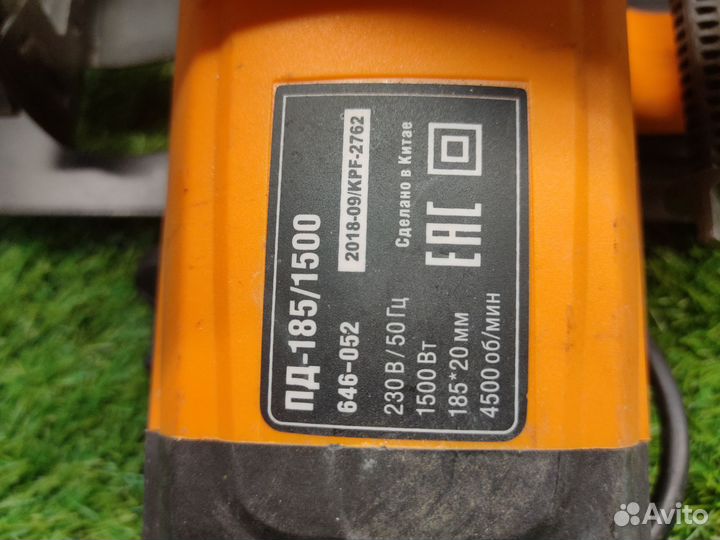 ПД-185/1500
646-052 2018-09/KPF-2762
230 В / 50 Гц Сделано в Китае
1500 Вт
185*20 мм
4500 об/мин
EAC
Avito